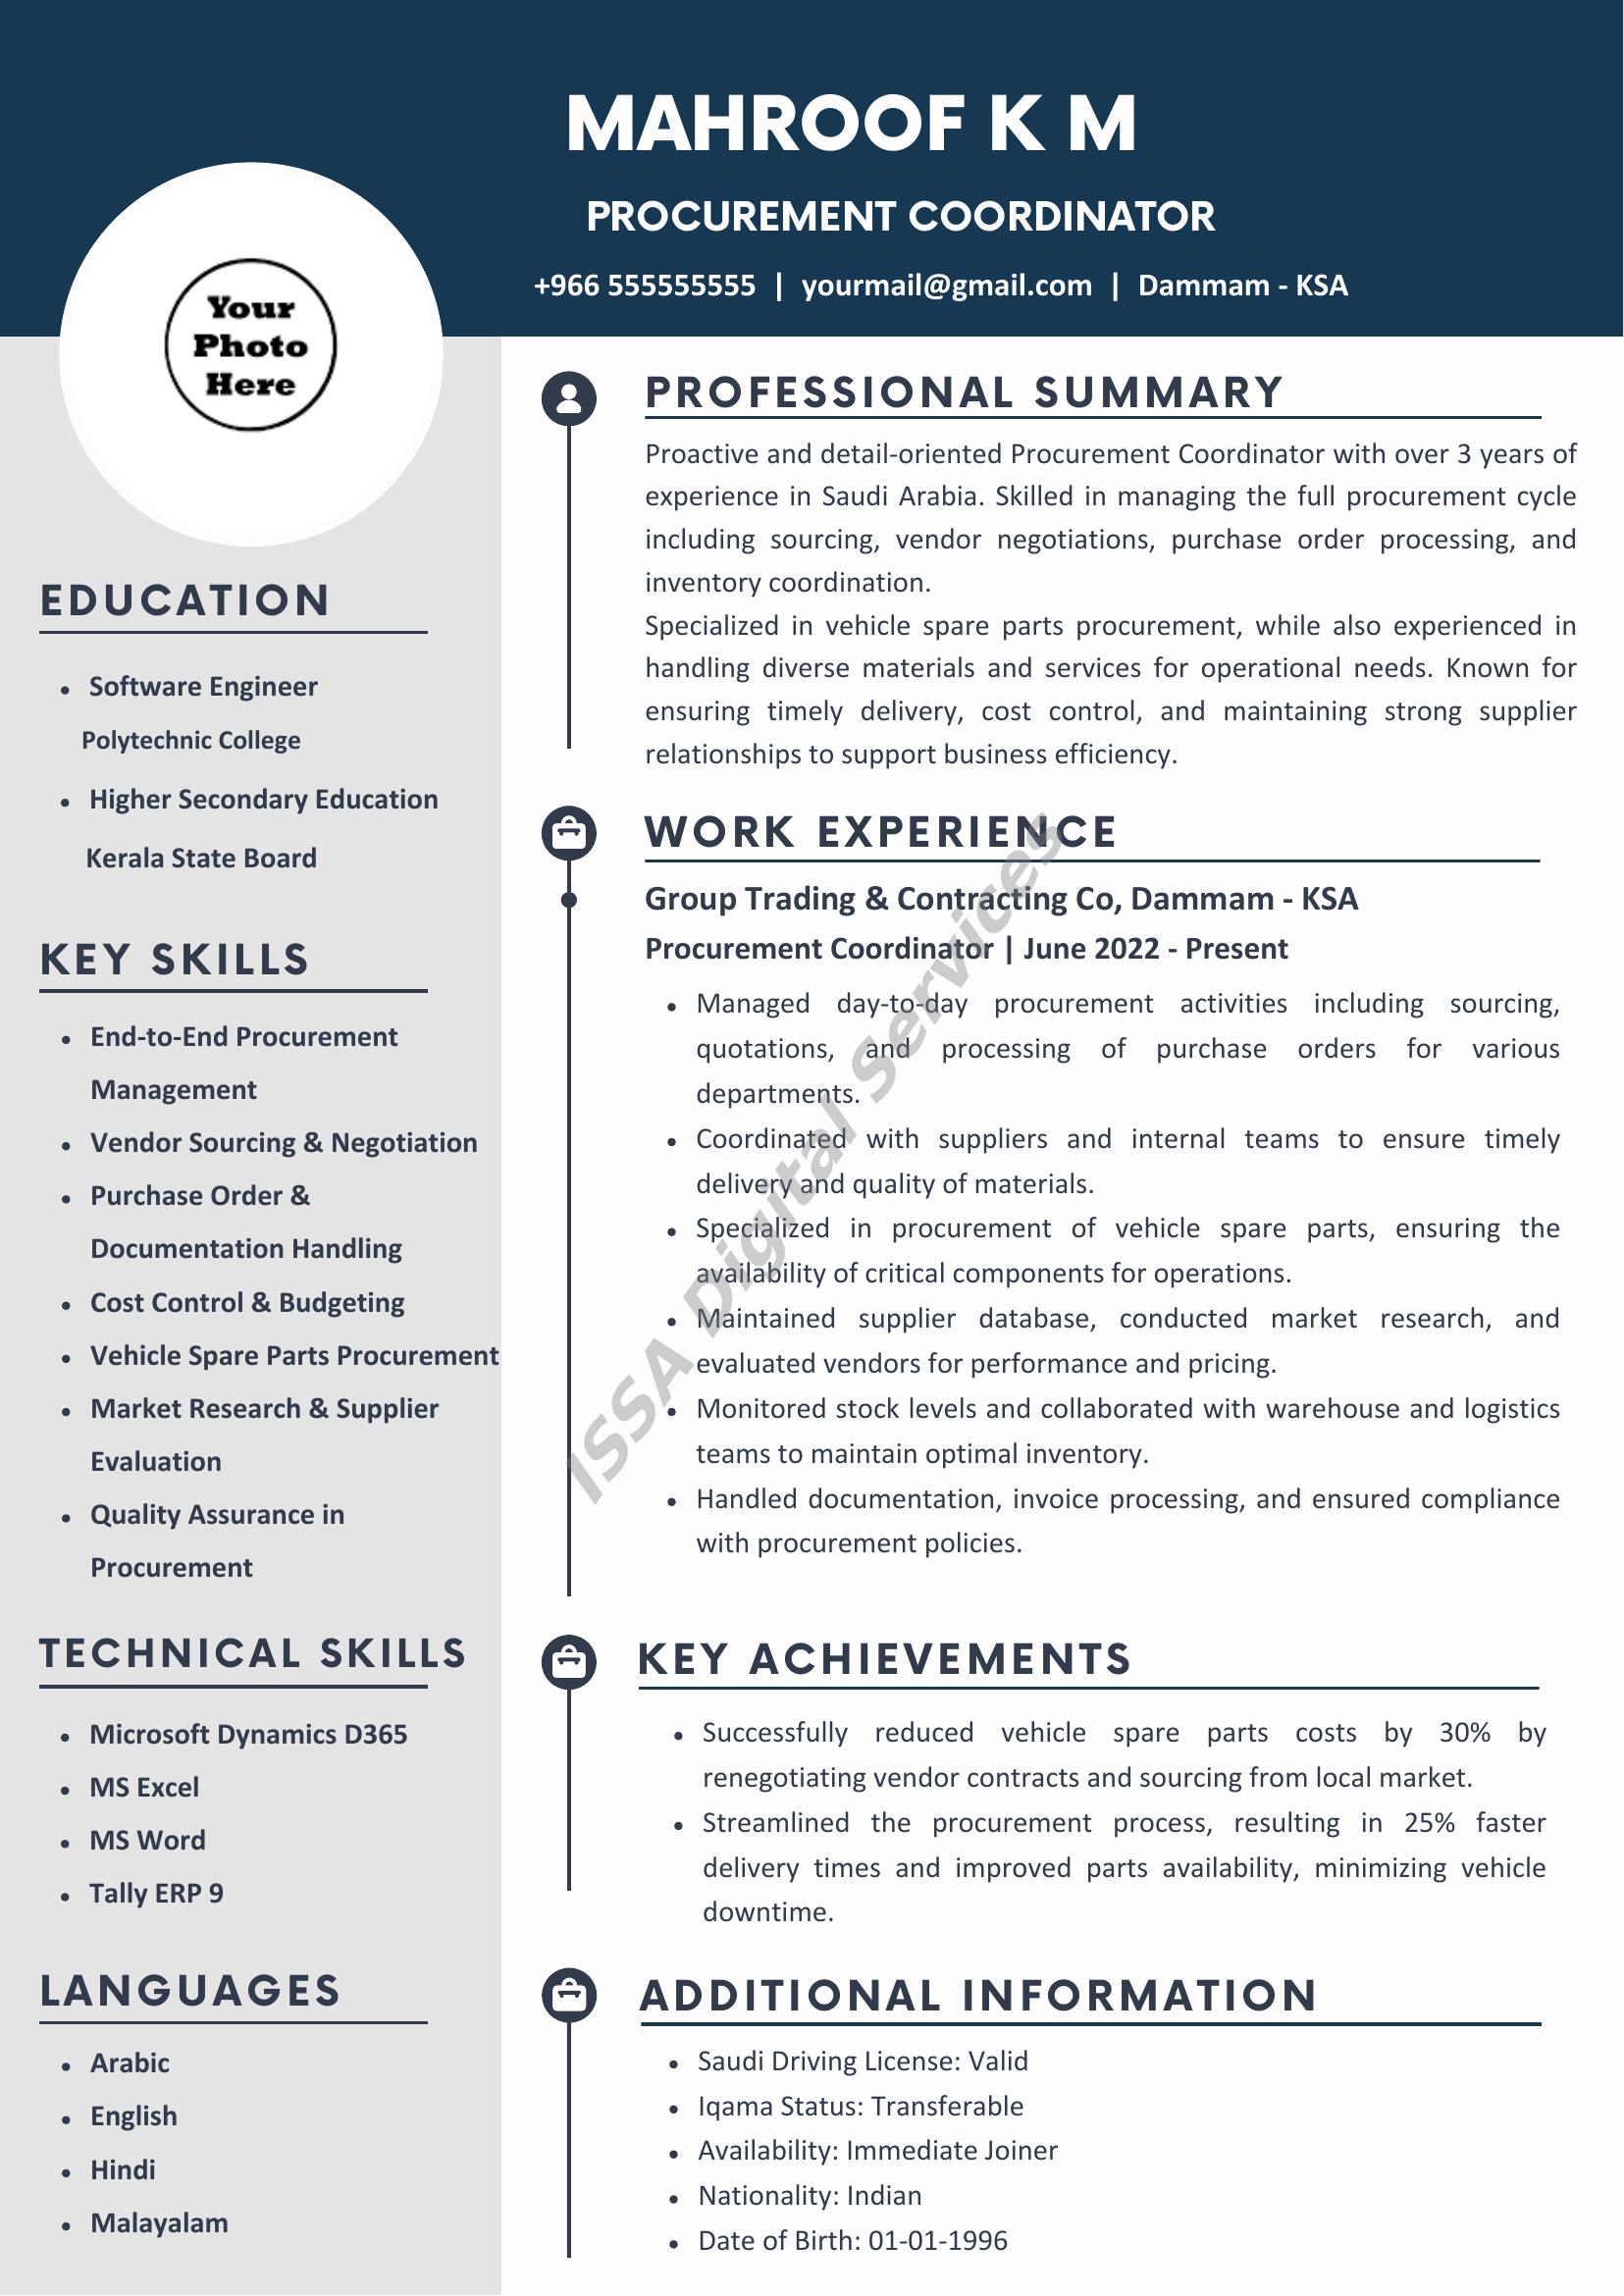 MAHROOF K M
PROCUREMENT COORDINATOR
+966 555555555 | yourmail@gmail.com | Dammam - KSA
Your
Photo
Here
EDUCATION
• Software Engineer
Polytechnic College
• Higher Secondary Education
Kerala State Board
KEY SKILLS
• End-to-End Procurement
Management
• Vendor Sourcing & Negotiation
• Purchase Order &
Documentation Handling
• Cost Control & Budgeting
• Vehicle Spare Parts Procurement
• Market Research & Supplier
Evaluation
• Quality Assurance in
Procurement
TECHNICAL SKILLS
• Microsoft Dynamics D365
• MS Excel
• MS Word
• Tally ERP 9
LANGUAGES
• Arabic
• English
• Hindi
• Malayalam
PROFESSIONAL SUMMARY
Proactive and detail-oriented Procurement Coordinator with over 3 years of
experience in Saudi Arabia. Skilled in managing the full procurement cycle
including sourcing, vendor negotiations, purchase order processing, and
inventory coordination.
Specialized in vehicle spare parts procurement, while also experienced in
handling diverse materials and services for operational needs. Known for
ensuring timely delivery, cost control, and maintaining strong supplier
relationships to support business efficiency.
WORK EXPERIENCE
Group Trading & Contracting Co, Dammam - KSA
Procurement Coordinator | June 2022 - Present
• Managed day-to-day procurement activities including sourcing,
quotations, and processing of purchase orders for various
departments.
• Coordinated with suppliers and internal teams to ensure timely
delivery and quality of materials.
• Specialized in procurement of vehicle spare parts, ensuring the
availability of critical components for operations.
• Maintained supplier database, conducted market research, and
evaluated vendors for performance and pricing.
• Monitored stock levels and collaborated with warehouse and logistics
teams to maintain optimal inventory.
• Handled documentation, invoice processing, and ensured compliance
with procurement policies.
ISSA Digital Services
KEY ACHIEVEMENTS
• Successfully reduced vehicle spare parts costs by 30% by
renegotiating vendor contracts and sourcing from local market.
• Streamlined the procurement process, resulting in 25% faster
delivery times and improved parts availability, minimizing vehicle
downtime.
ADDITIONAL INFORMATION
• Saudi Driving License: Valid
• Iqama Status: Transferable
• Availability: Immediate Joiner
• Nationality: Indian
• Date of Birth: 01-01-1996